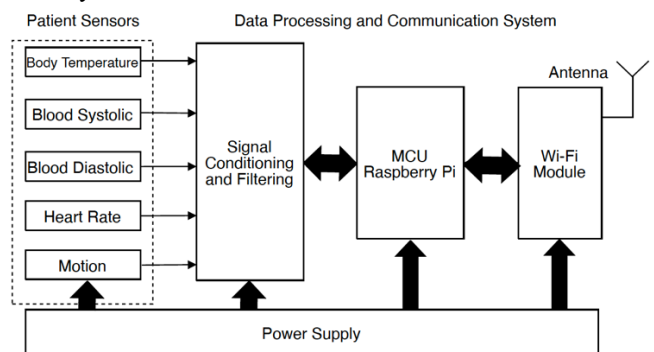 Patient Sensors
Data Processing and Communication System
Body Temperature
Blood Systolic
Blood Diastolic
Heart Rate
Motion
Signal
Conditioning
and Filtering
MCU
Raspberry Pi
Wi-Fi
Module
Antenna
Power Supply